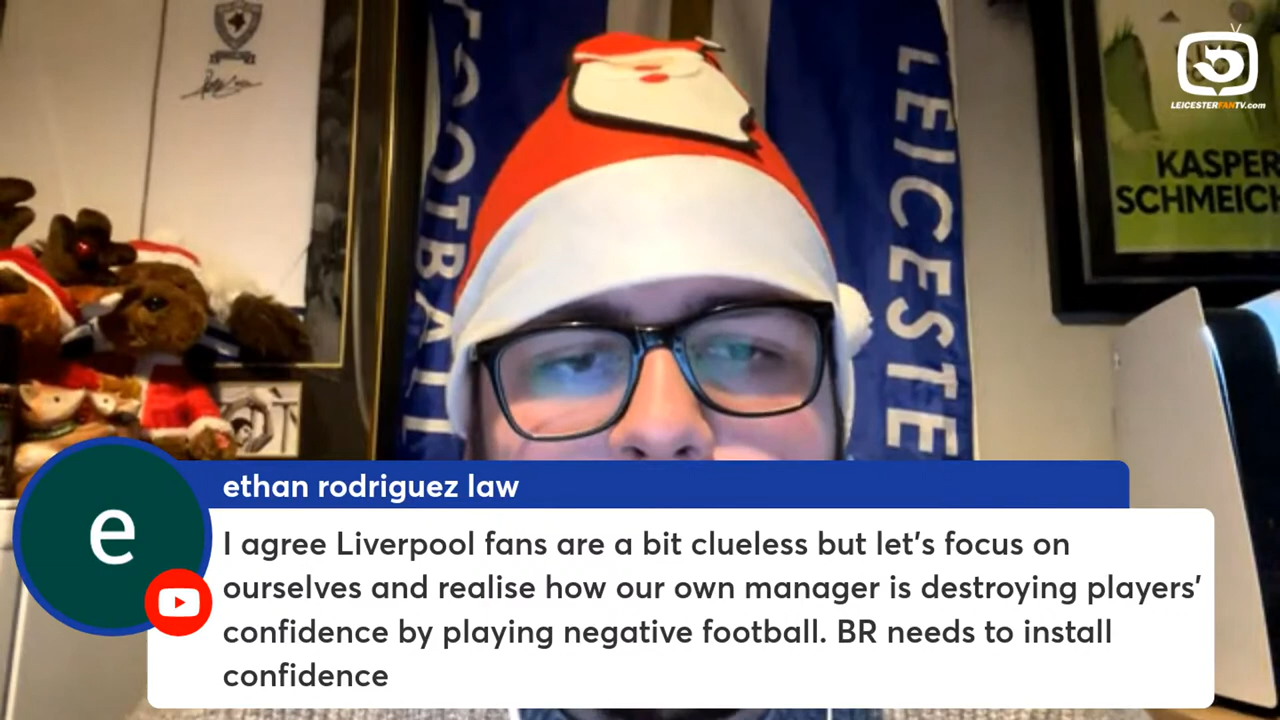 LEICESTERFANTV.com
FOOTBALL
LEICESTE
KASPER
SCHMEICH
ethan rodriguez law
e
I agree Liverpool fans are a bit clueless but let's focus on
ourselves and realise how our own manager is destroying players'
confidence by playing negative football. BR needs to install
confidence